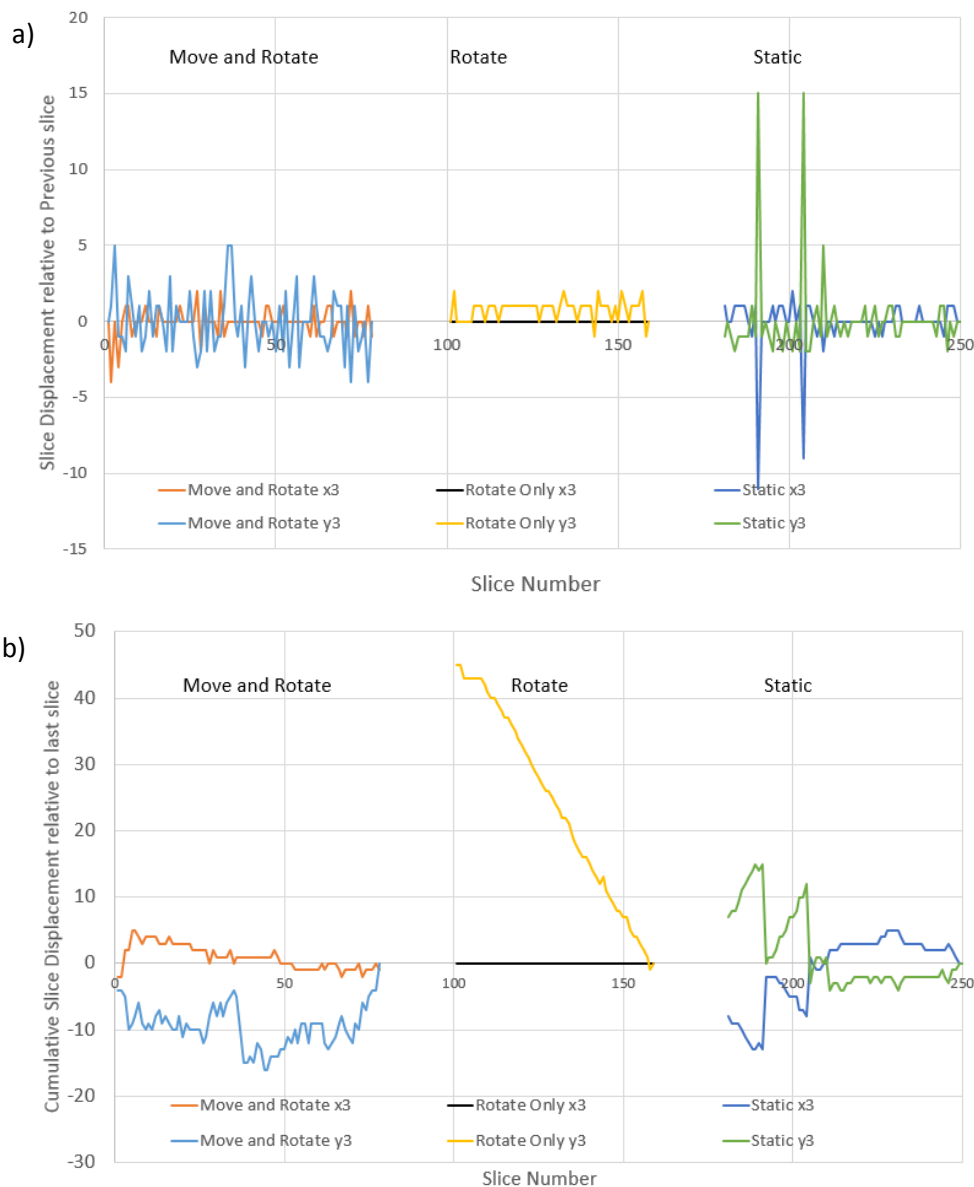 a)
20
Move and Rotate Rotate Static
15
10
5
0
0 50 100 150 200 250
-5
-10
Move and Rotate x3 Rotate Only x3 Static x3
Move and Rotate y3 Rotate Only y3 Static y3
-15
Slice Displacement relative to Previous slice
Slice Number
b)
50
Move and Rotate Rotate Static
40
30
20
10
0
0 50 100 150 200 250
-10
-20
Move and Rotate x3 Rotate Only x3 Static x3
Move and Rotate y3 Rotate Only y3 Static y3
-30
Cumulative Slice Displacement relative to last slice
Slice Number